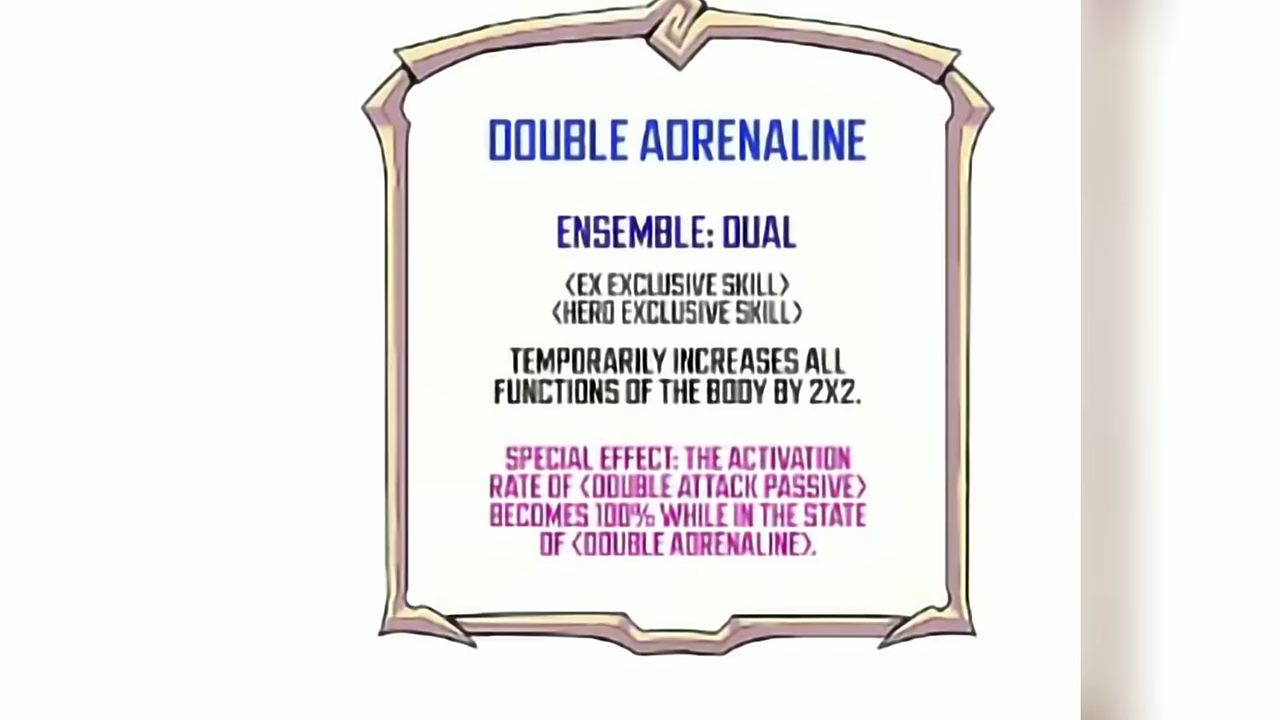 DOUBLE ADRENALINE
ENSEMBLE: DUAL
<EX EXCLUSIVE SKILL>
<HERO EXCLUSIVE SKILL>
TEMPORARILY INCREASES ALL
FUNCTIONS OF THE BODY BY 2X2.
SPECIAL EFFECT: THE ACTIVATION
RATE OF <DOUBLE ATTACK PASSIVE>
BECOMES 100% WHILE IN THE STATE
OF <DOUBLE ADRENALINE>.